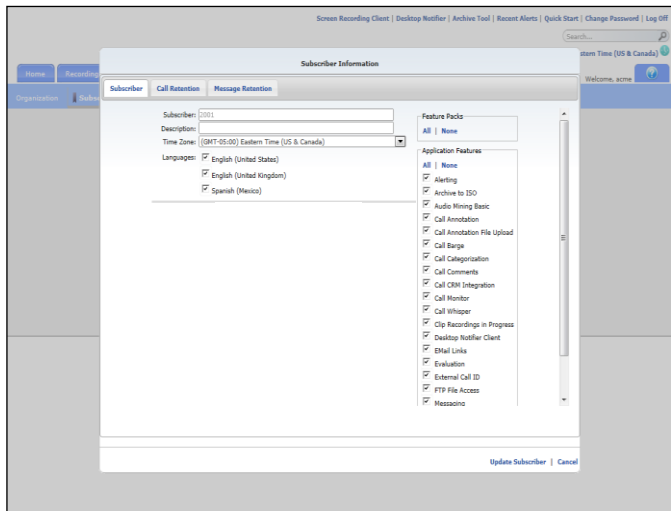 Screen Recording Client | Desktop Notifier | Archive Tool | Recent Alerts | Quick Start | Change Password | Log Off
Search...
stern Time (US & Canada)
Home
Recording
Welcome, acme
Organization
Subsc
Subscriber Information
Subscriber
Call Retention
Message Retention
Subscriber: 2001
Description:
Time Zone: (GMT-05:00) Eastern Time (US & Canada)
Languages:
English (United States)
English (United Kingdom)
Spanish (Mexico)
Feature Packs
All | None
Application Features
All | None
Alerting
Archive to ISO
Audio Mining Basic
Call Annotation
Call Annotation File Upload
Call Barge
Call Categorization
Call Comments
Call CRM Integration
Call Monitor
Call Whisper
Clip Recordings in Progress
Desktop Notifier Client
EMail Links
Evaluation
External Call ID
FTP File Access
Messaging
Update Subscriber | Cancel